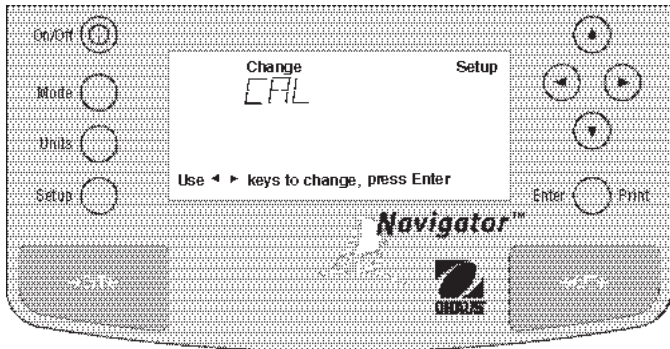 On/Off
Change Setup
CAL
Mode
Units
Use ◄ ► keys to change, press Enter
Setup
Enter Print
Navigator™
OHAUS